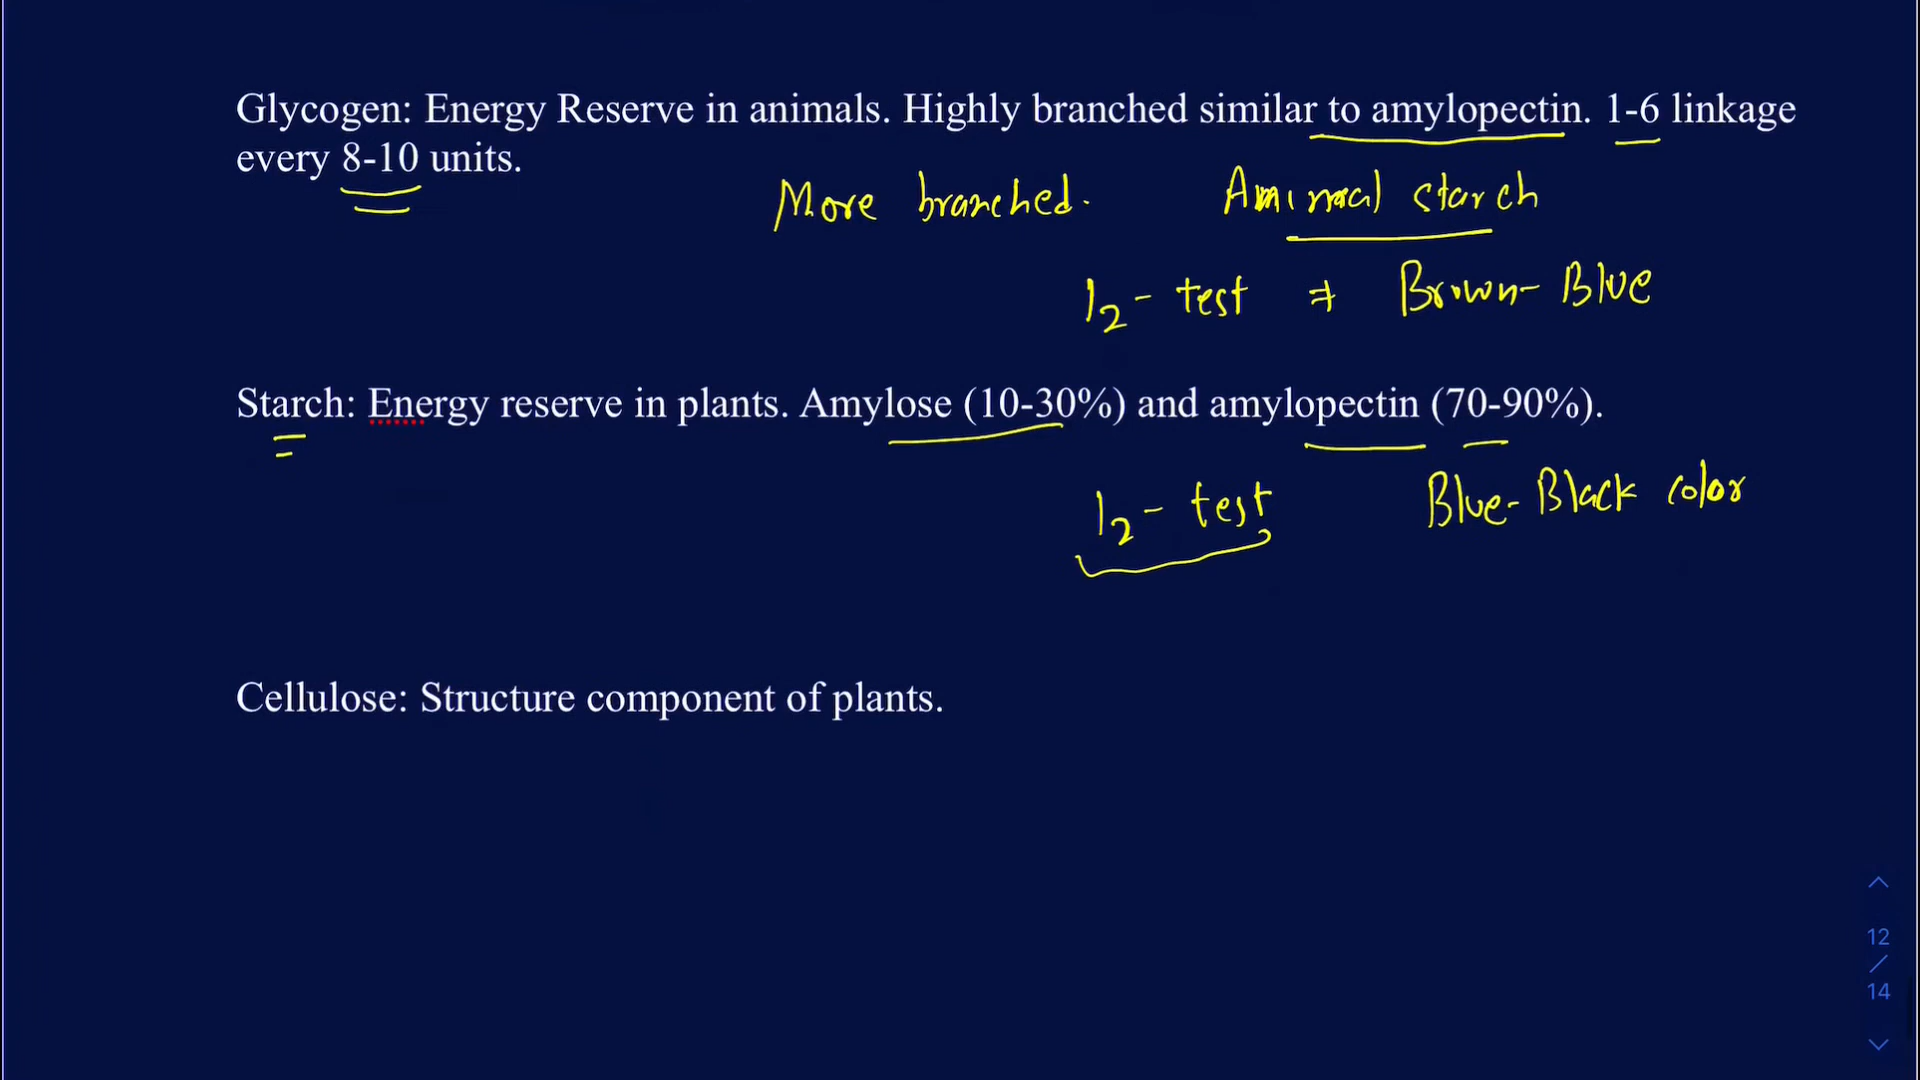 Glycogen: Energy Reserve in animals. Highly branched similar to amylopectin. 1-6 linkage
every 8-10 units.
More branched. Animal starch
I2 - test ⇒ Brown-Blue
Starch: Energy reserve in plants. Amylose (10-30%) and amylopectin (70-90%).
I2 - test Blue-Black color
Cellulose: Structure component of plants.
12
/
14